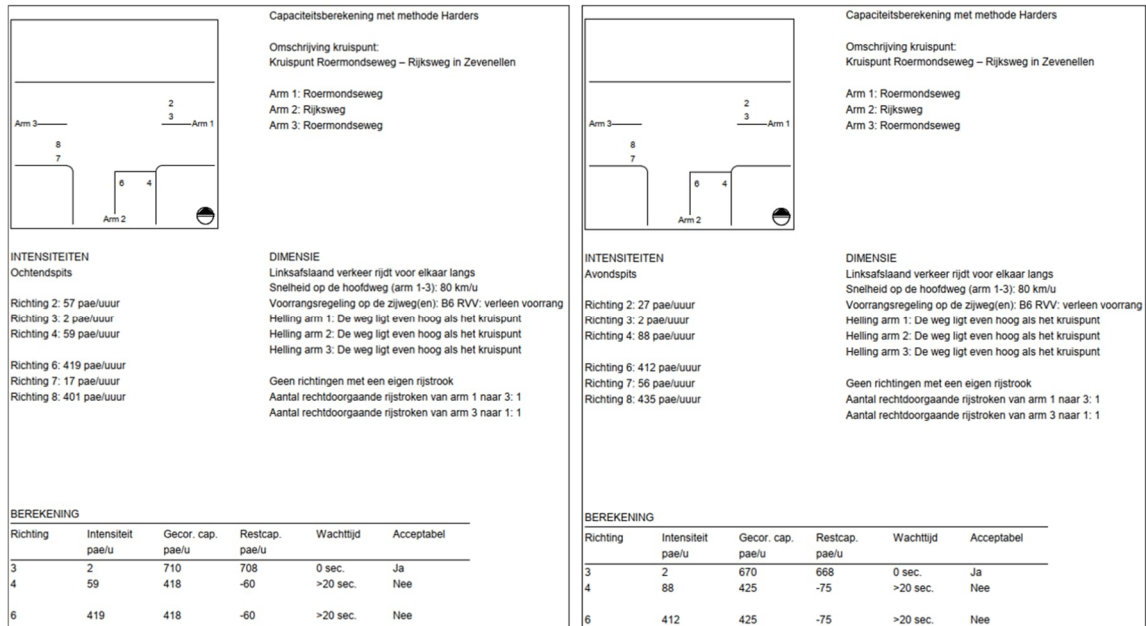 Capaciteitsberekening met methode Harders
Omschrijving kruispunt:
Kruispunt Roermondseweg – Rijksweg in Zevenellen
Arm 1: Roermondseweg
Arm 2: Rijksweg
Arm 3: Roermondseweg
2
3
Arm 3
Arm 1
8
7
6 4
Arm 2
INTENSITEITEN
Ochtendspits
Richting 2: 57 pae/uuur
Richting 3: 2 pae/uuur
Richting 4: 59 pae/uuur
Richting 6: 419 pae/uuur
Richting 7: 17 pae/uuur
Richting 8: 401 pae/uuur
DIMENSIE
Linksafslaand verkeer rijdt voor elkaar langs
Snelheid op de hoofdweg (arm 1-3): 80 km/u
Voorrangsregeling op de zijweg(en): B6 RVV: verleen voorrang
Helling arm 1: De weg ligt even hoog als het kruispunt
Helling arm 2: De weg ligt even hoog als het kruispunt
Helling arm 3: De weg ligt even hoog als het kruispunt
Geen richtingen met een eigen rijstrook
Aantal rechtdoorgaande rijstroken van arm 1 naar 3: 1
Aantal rechtdoorgaande rijstroken van arm 3 naar 1: 1
BEREKENING
Richting Intensiteit Gecor. cap. Restcap. Wachttijd Acceptabel
pae/u pae/u pae/u
3 2 710 708 0 sec. Ja
4 59 418 -60 >20 sec. Nee
6 419 418 -60 >20 sec. Nee
Capaciteitsberekening met methode Harders
Omschrijving kruispunt:
Kruispunt Roermondseweg – Rijksweg in Zevenellen
Arm 1: Roermondseweg
Arm 2: Rijksweg
Arm 3: Roermondseweg
2
3
Arm 3
Arm 1
8
7
6 4
Arm 2
INTENSITEITEN
Avondspits
Richting 2: 27 pae/uuur
Richting 3: 2 pae/uuur
Richting 4: 88 pae/uuur
Richting 6: 412 pae/uuur
Richting 7: 56 pae/uuur
Richting 8: 435 pae/uuur
DIMENSIE
Linksafslaand verkeer rijdt voor elkaar langs
Snelheid op de hoofdweg (arm 1-3): 80 km/u
Voorrangsregeling op de zijweg(en): B6 RVV: verleen voorrang
Helling arm 1: De weg ligt even hoog als het kruispunt
Helling arm 2: De weg ligt even hoog als het kruispunt
Helling arm 3: De weg ligt even hoog als het kruispunt
Geen richtingen met een eigen rijstrook
Aantal rechtdoorgaande rijstroken van arm 1 naar 3: 1
Aantal rechtdoorgaande rijstroken van arm 3 naar 1: 1
BEREKENING
Richting Intensiteit Gecor. cap. Restcap. Wachttijd Acceptabel
pae/u pae/u pae/u
3 2 670 668 0 sec. Ja
4 88 425 -75 >20 sec. Nee
6 412 425 -75 >20 sec. Nee